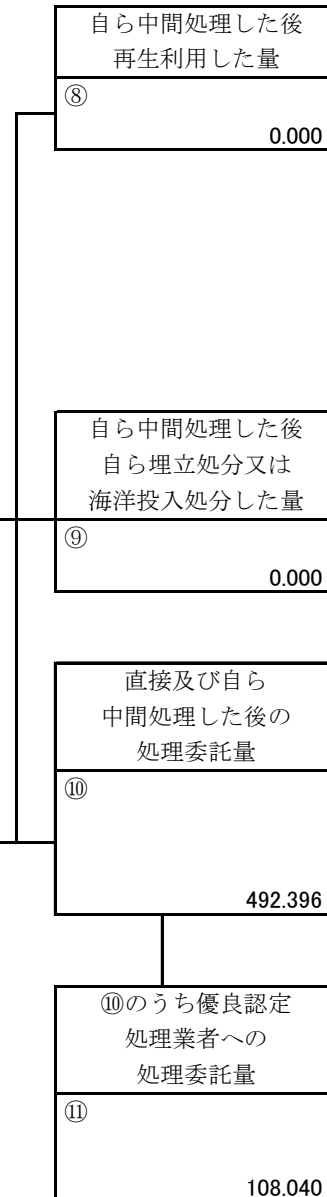 自ら中間処理した後
再生利用した量
⑧
0.000
自ら中間処理した後
自ら埋立処分又は
海洋投入処分した量
⑨
0.000
直接及び自ら
中間処理した後の
処理委託量
⑩
492.396
⑩のうち優良認定
処理業者への
処理委託量
⑪
108.040